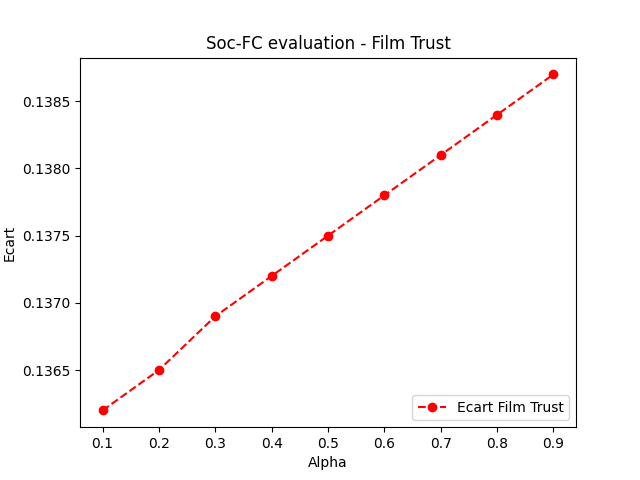 Soc-FC evaluation - Film Trust
0.1385
0.1380
0.1375
0.1370
0.1365
Ecart
Ecart Film Trust
0.1 0.2 0.3 0.4 0.5 0.6 0.7 0.8 0.9
Alpha